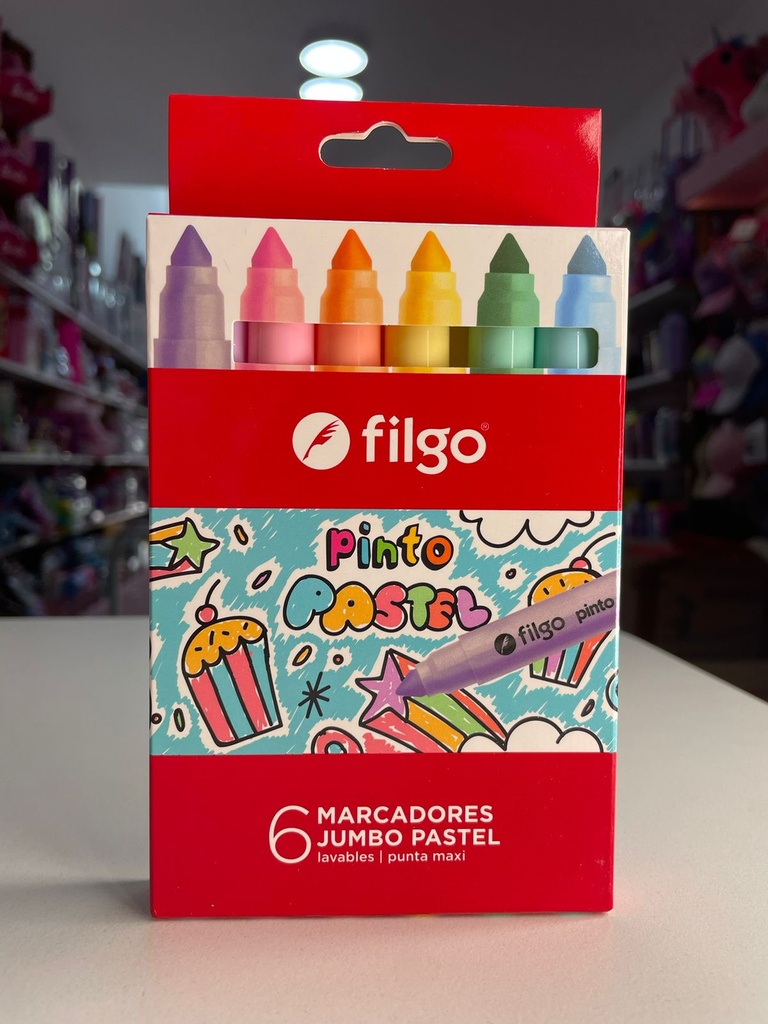 filgo®
pinto
PASTEL
filgo pinto
6 MARCADORES
JUMBO PASTEL
lavables | punta maxi